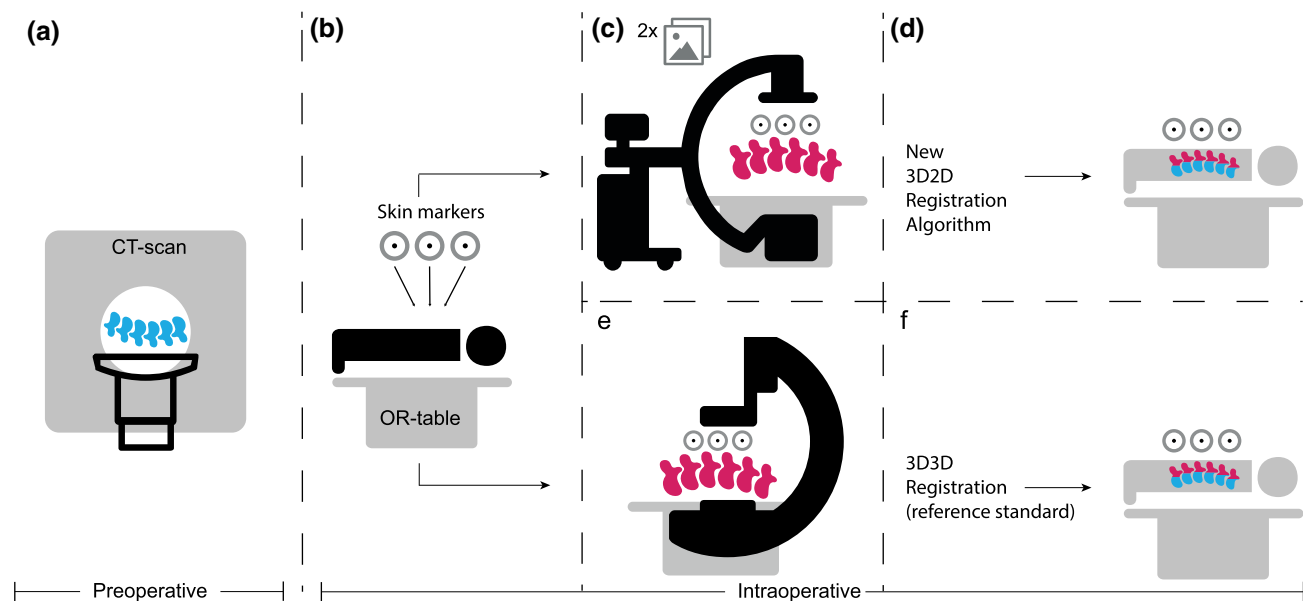 (a)
CT-scan
Preoperative
(b)
Skin markers
OR-table
(c)
2x
(d)
New
3D2D
Registration
Algorithm
e
f
3D3D
Registration
(reference standard)
Intraoperative